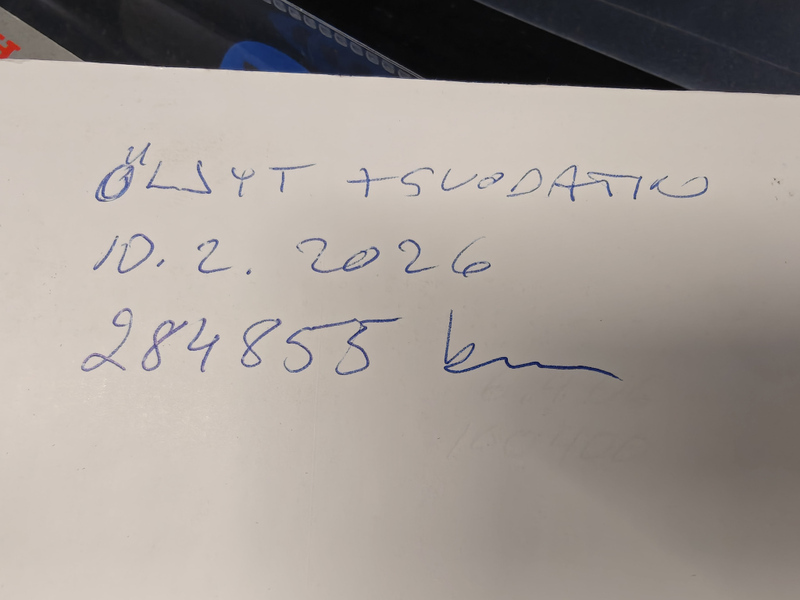 ÖLJYT + SUODATIN
10.2.2026
284855 km